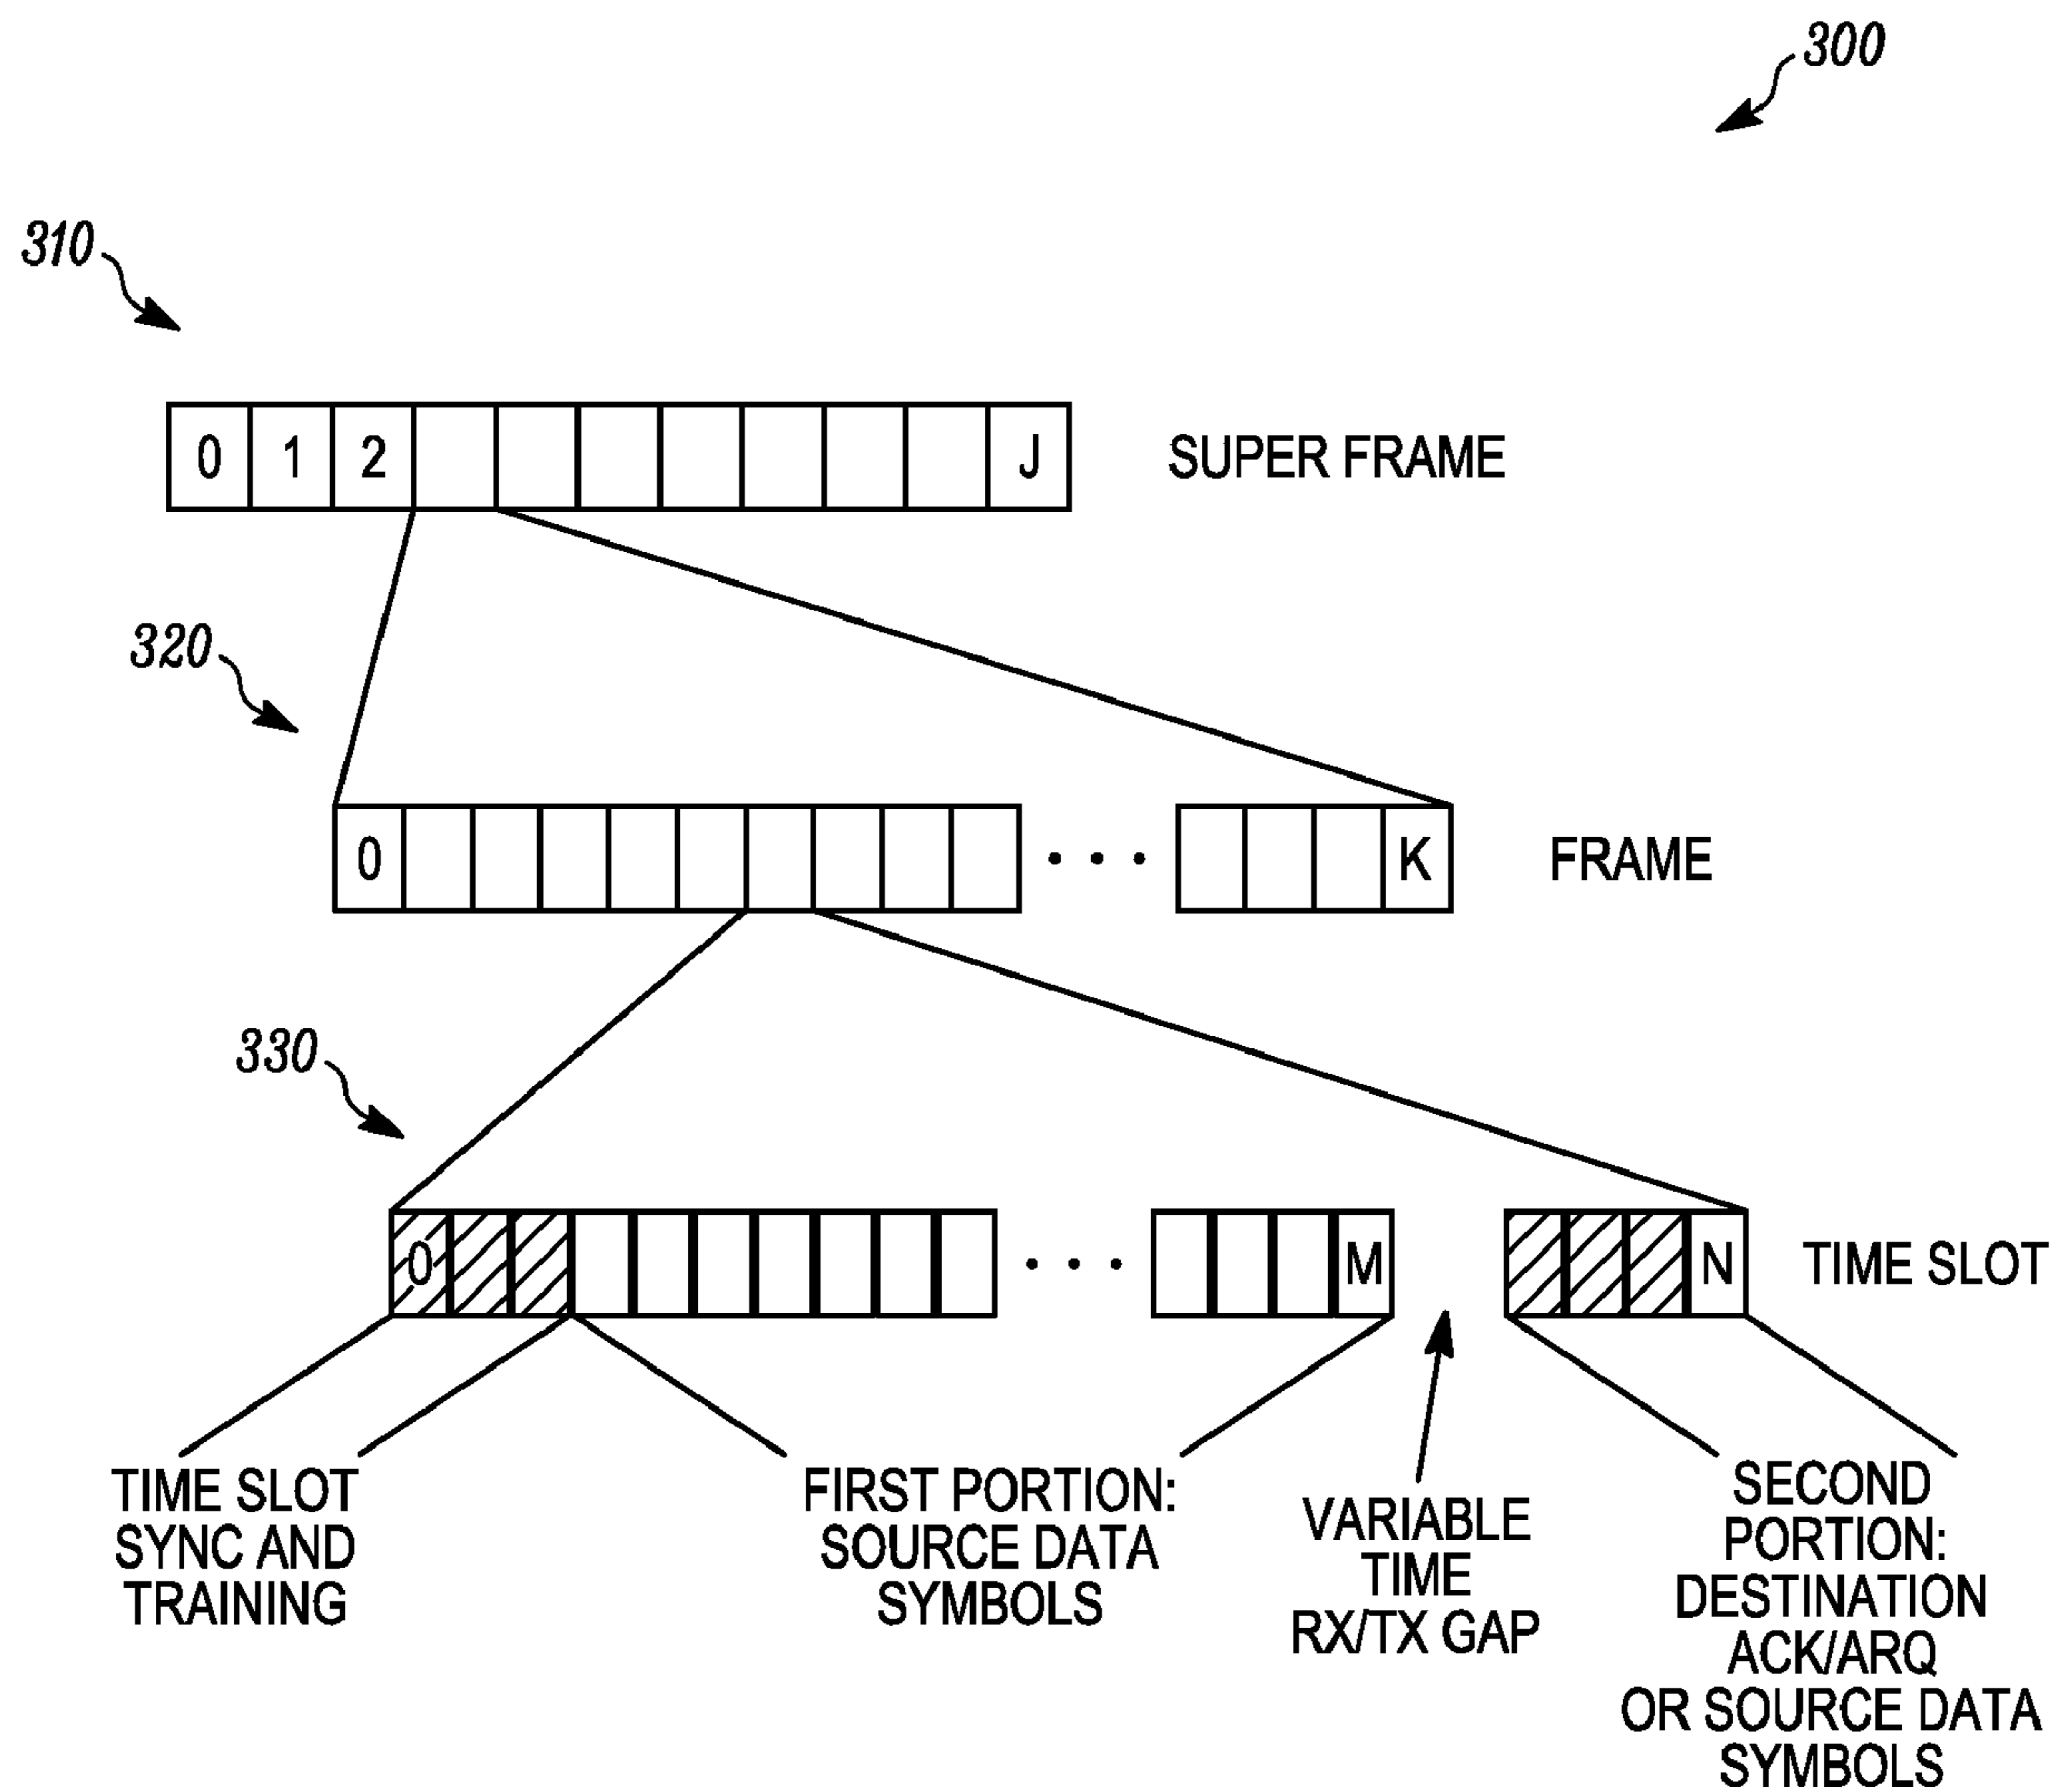 300
310
0 1 2 J SUPER FRAME
320
0 K FRAME
330
0 M N TIME SLOT
TIME SLOT
SYNC AND
TRAINING
FIRST PORTION:
SOURCE DATA
SYMBOLS
VARIABLE
TIME
RX/TX GAP
SECOND
PORTION:
DESTINATION
ACK/ARQ
OR SOURCE DATA
SYMBOLS